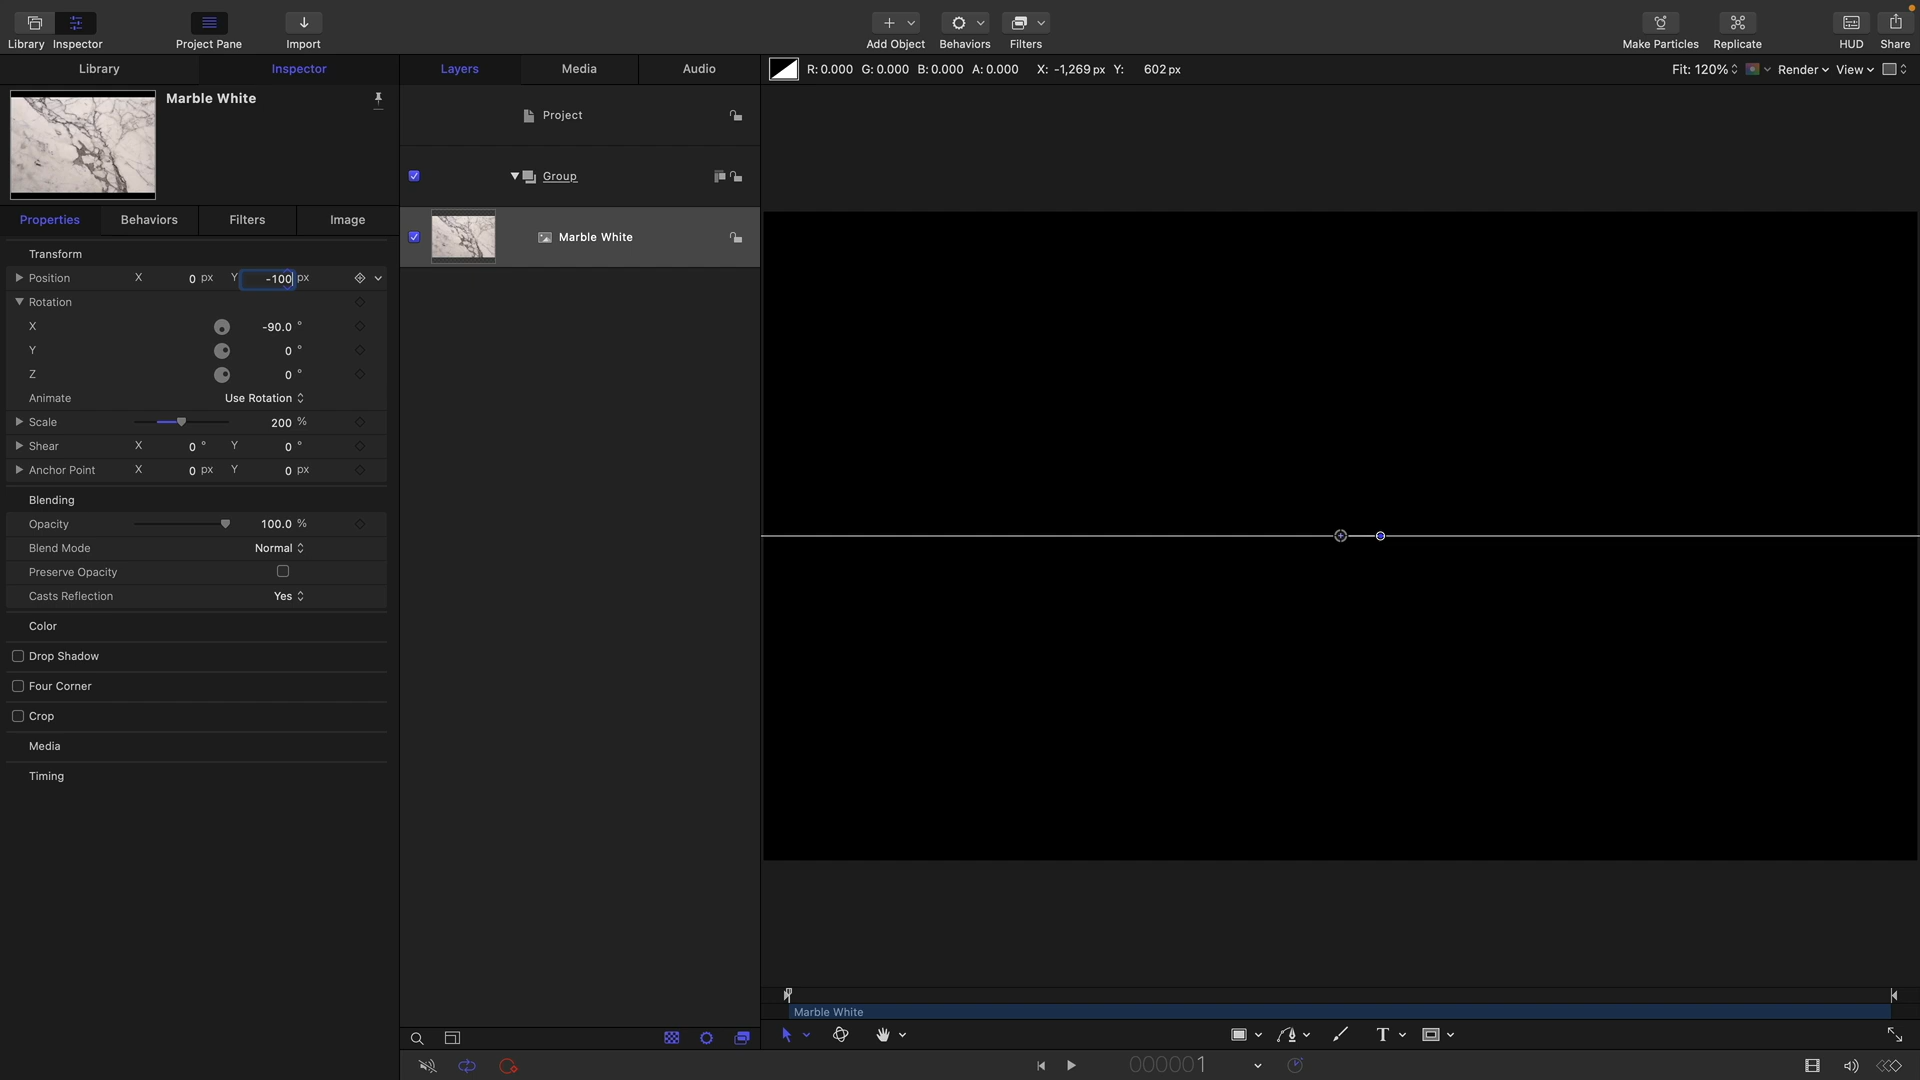 Library Inspector Project Pane Import Add Object Behaviors Filters Make Particles Replicate HUD Share
Library Inspector Layers Media Audio R: 0.000 G: 0.000 B: 0.000 A: 0.000 X: -1,269 px Y: 602 px Fit: 120% Render View
Marble White
Project
Group
Marble White
Properties Behaviors Filters Image
Transform
Position X 0 px Y -100 px
Rotation
X -90.0 °
Y 0 °
Z 0 °
Animate Use Rotation
Scale 200 %
Shear X 0 ° Y 0 °
Anchor Point X 0 px Y 0 px
Blending
Opacity 100.0 %
Blend Mode Normal
Preserve Opacity
Casts Reflection Yes
Color
Drop Shadow
Four Corner
Crop
Media
Timing
Marble White
T
000001